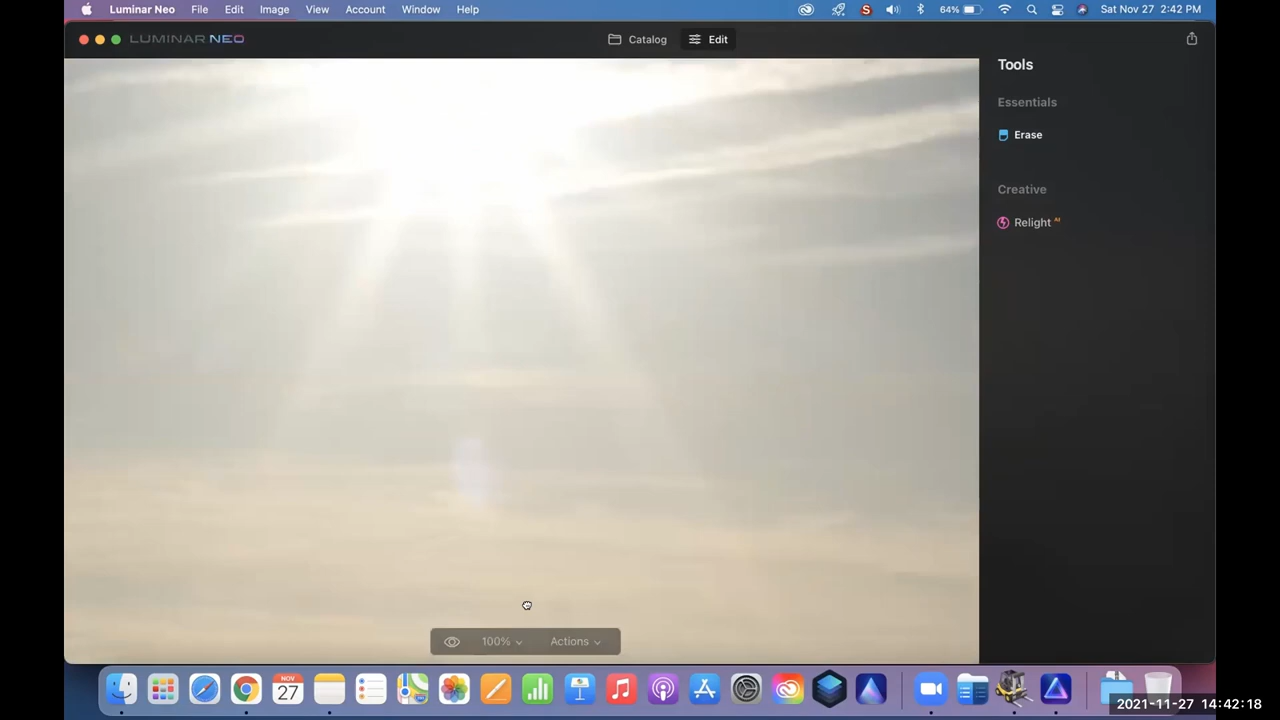 Luminar Neo File Edit Image View Account Window Help 64% Sat Nov 27 2:42 PM
LUMINAR NEO Catalog Edit
Tools
Essentials
Erase
Creative
Relight AI
100% Actions
NOV
27
2021-11-27 14:42:18